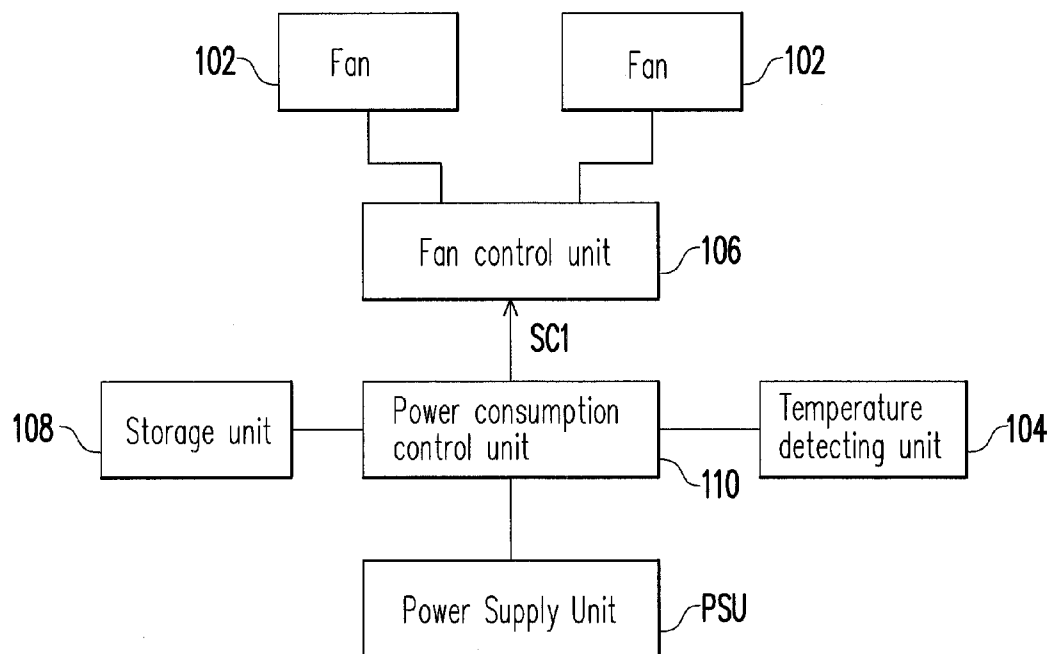 102
Fan
Fan
102
Fan control unit
106
SC1
108
Storage unit
Power consumption
control unit
110
Temperature
detecting unit
104
Power Supply Unit
PSU